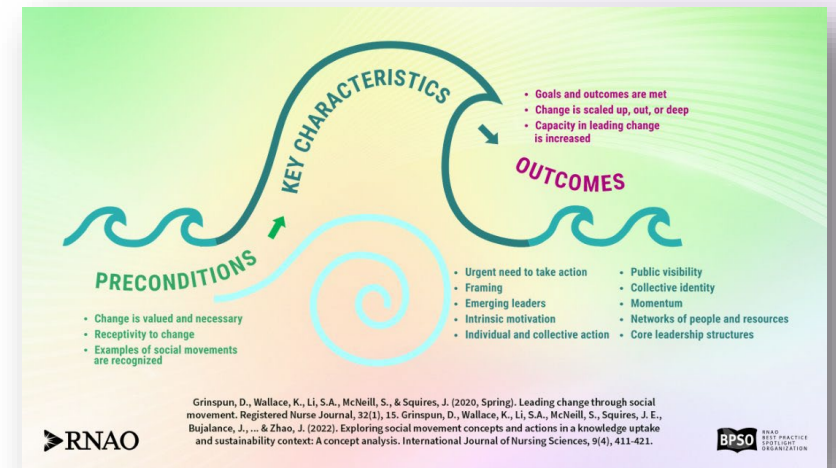 KEY CHARACTERISTICS
• Goals and outcomes are met
• Change is scaled up, out, or deep
• Capacity in leading change
is increased
OUTCOMES
PRECONDITIONS
• Change is valued and necessary
• Receptivity to change
• Examples of social movements
are recognized
• Urgent need to take action
• Framing
• Emerging leaders
• Intrinsic motivation
• Individual and collective action
• Public visibility
• Collective identity
• Momentum
• Networks of people and resources
• Core leadership structures
Grinspun, D., Wallace, K., Li, S.A., McNeill, S., & Squires, J. (2020, Spring). Leading change through social
movement. Registered Nurse Journal, 32(1), 15. Grinspun, D., Wallace, K., Li, S.A., McNeill, S., Squires, J. E.,
Bujalance, J., ... & Zhao, J. (2022). Exploring social movement concepts and actions in a knowledge uptake
and sustainability context: A concept analysis. International Journal of Nursing Sciences, 9(4), 411-421.
RNAO
BPSO
RNAO
BEST PRACTICE
SPOTLIGHT
ORGANIZATION